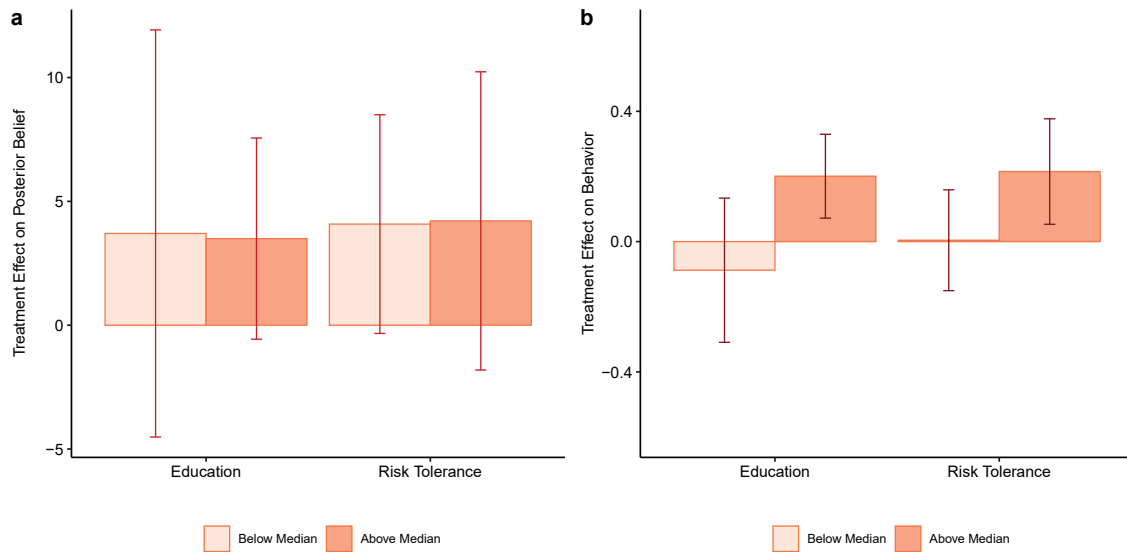 a
Treatment Effect on Posterior Belief
10
5
0
−5
Education
Risk Tolerance
Below Median
Above Median
b
Treatment Effect on Behavior
0.4
0.0
−0.4
Education
Risk Tolerance
Below Median
Above Median